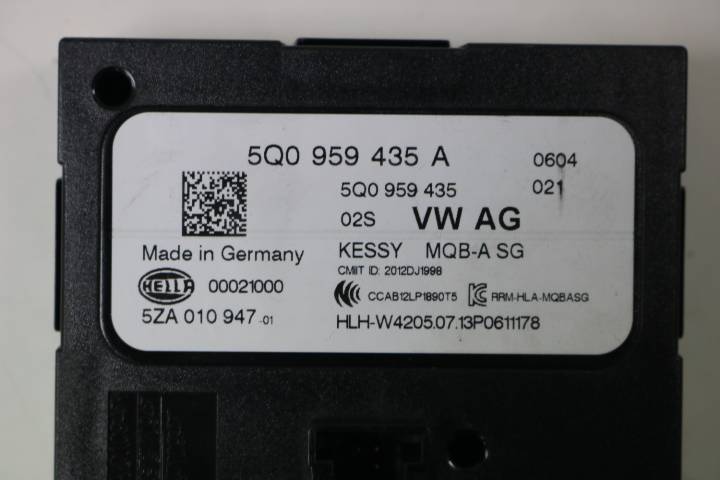 5Q0 959 435 A 0604
5Q0 959 435 021
02S VW AG
Made in Germany KESSY MQB-A SG
CMIIT ID: 2012DJ1998
HELLA 00021000 CCAB12LP1890T5 RRM-HLA-MQBASG
5ZA 010 947-01 HLH-W4205.07.13P0611178